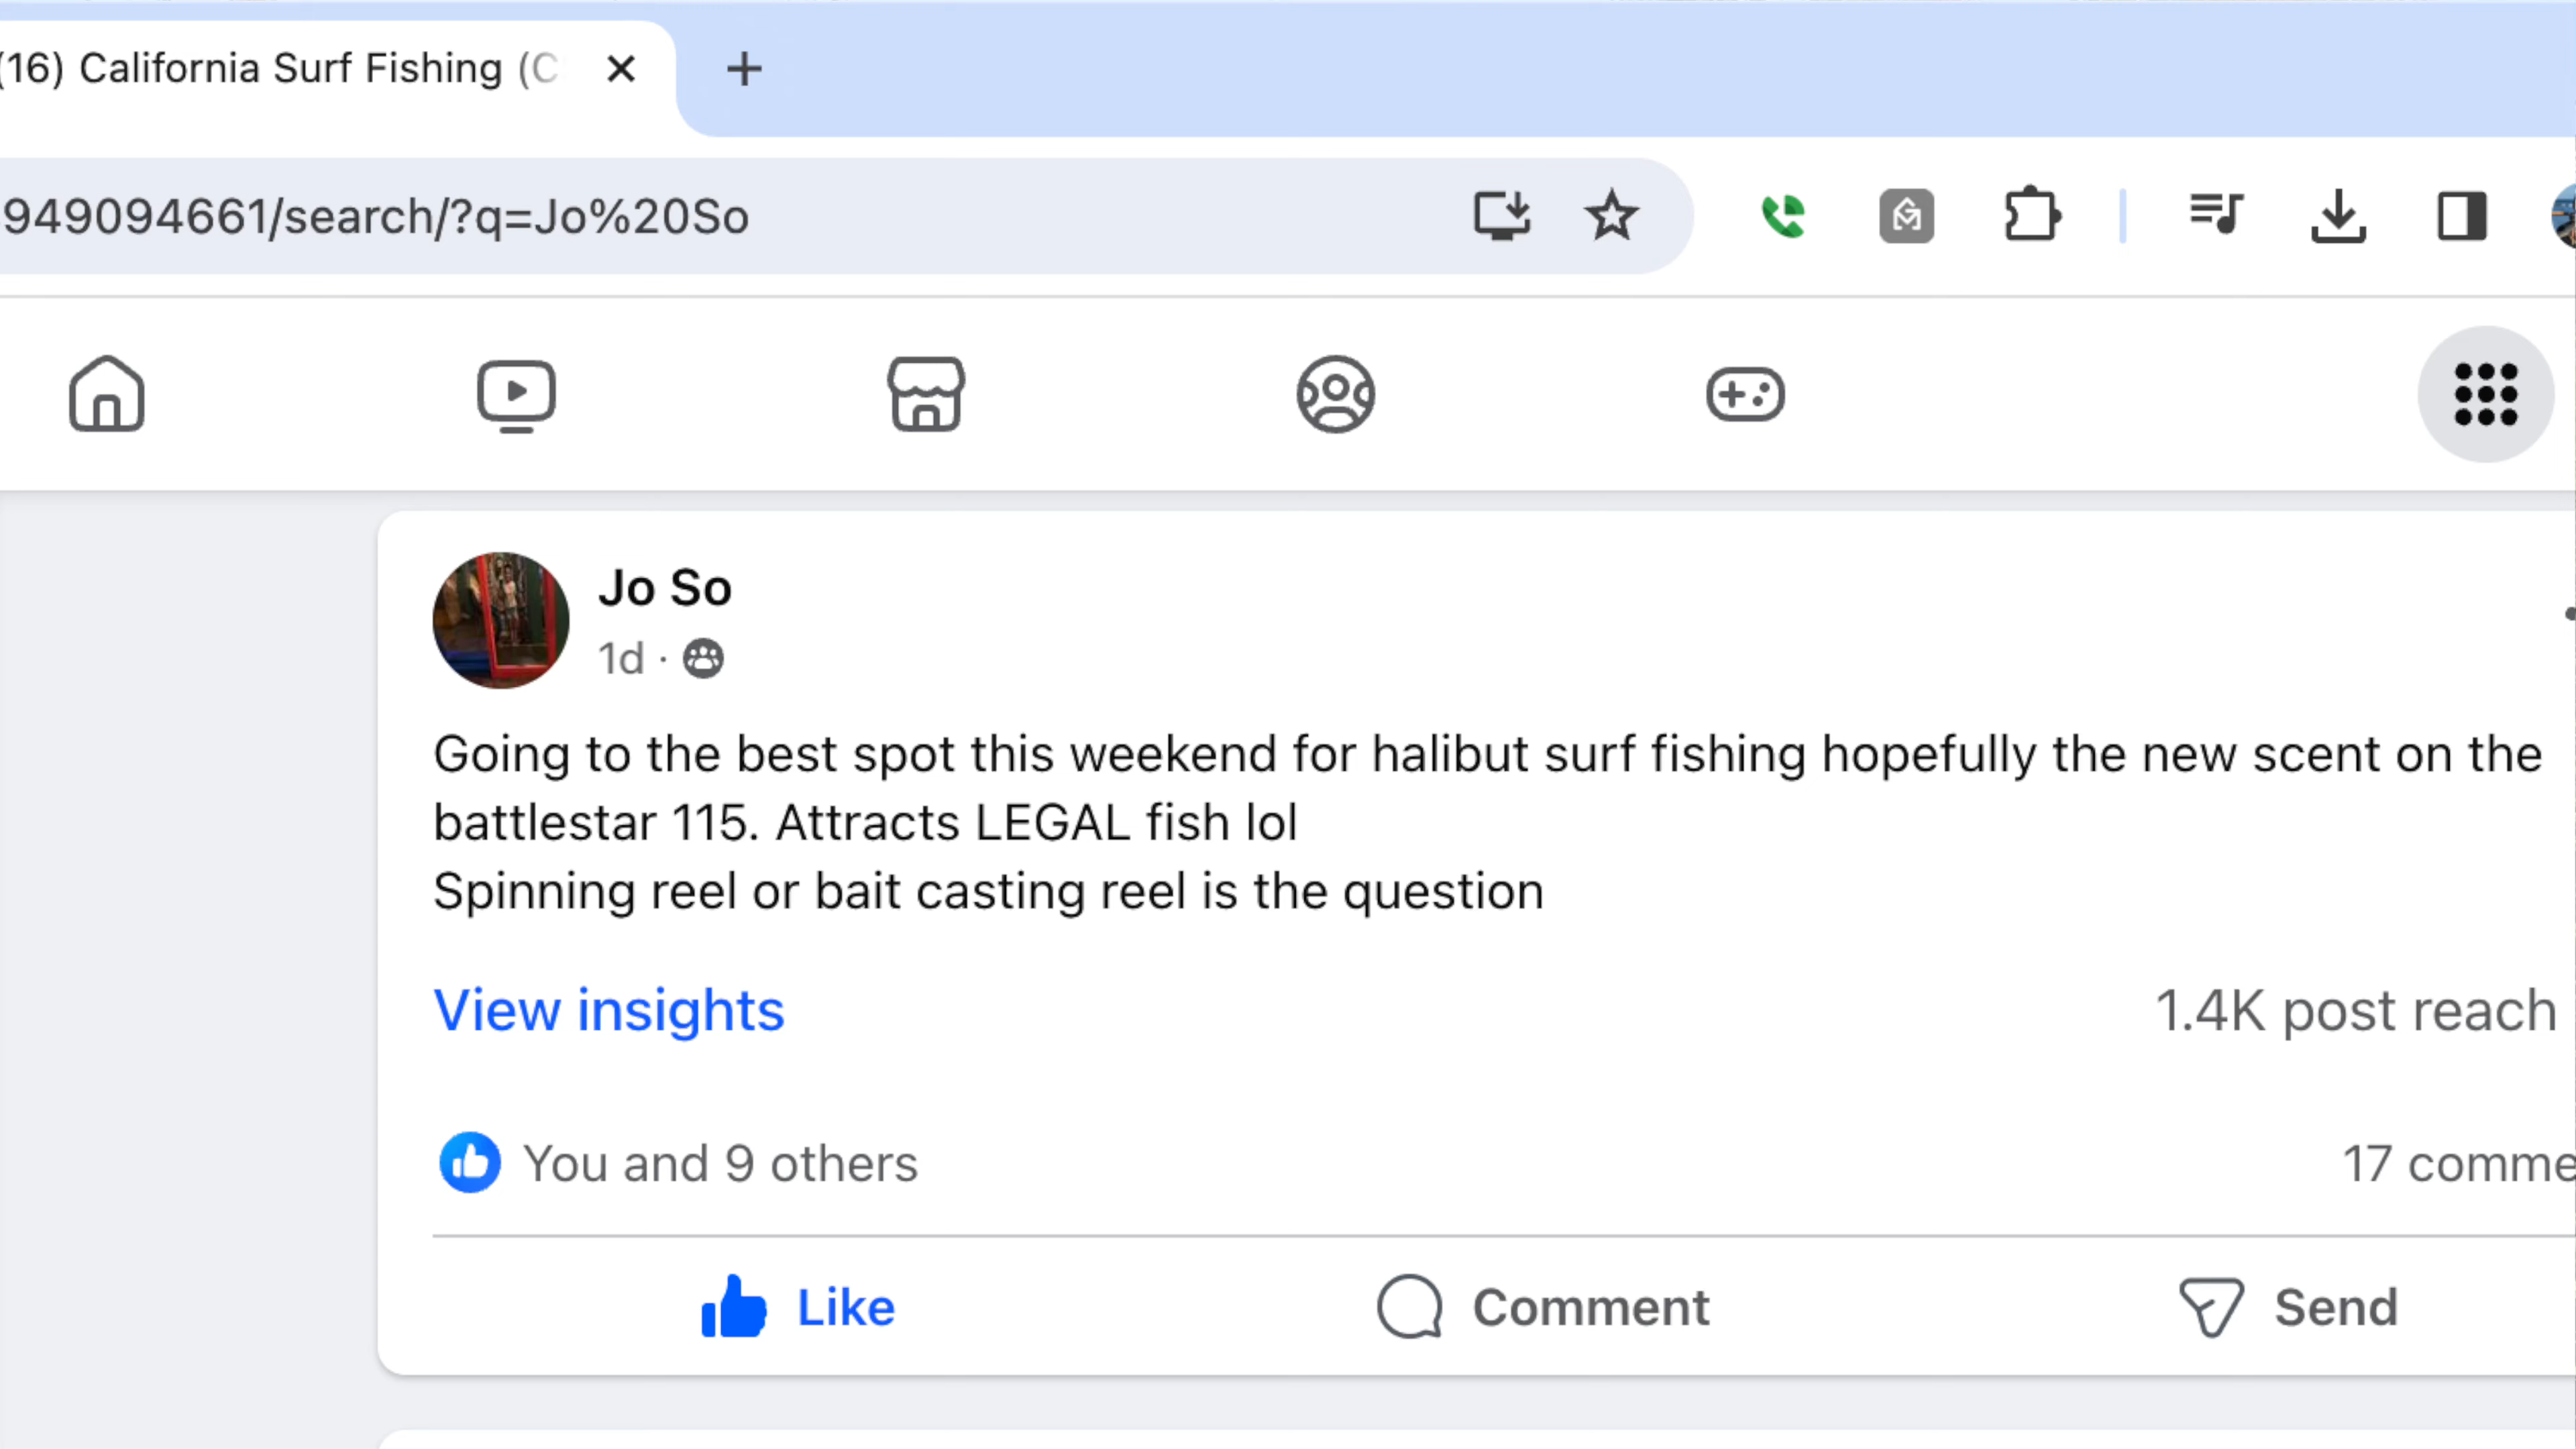 (16) California Surf Fishing (C
949094661/search/?q=Jo%20So
Jo So
1d ·
Going to the best spot this weekend for halibut surf fishing hopefully the new scent on the
battlestar 115. Attracts LEGAL fish lol
Spinning reel or bait casting reel is the question
View insights 1.4K post reach
You and 9 others 17 comme
Like Comment Send